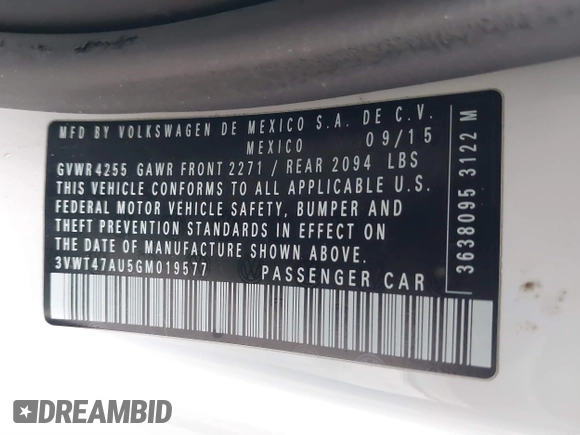 MFD BY VOLKSWAGEN DE MEXICO S.A. DE C.V.
MEXICO 09/15
GVWR 4255 GAWR FRONT 2271 / REAR 2094 LBS
THIS VEHICLE CONFORMS TO ALL APPLICABLE U.S.
FEDERAL MOTOR VEHICLE SAFETY, BUMPER AND
THEFT PREVENTION STANDARDS IN EFFECT ON
THE DATE OF MANUFACTURE SHOWN ABOVE.
3VWT47AU5GM019577 PASSENGER CAR
3638095 3122 M
DREAMBID